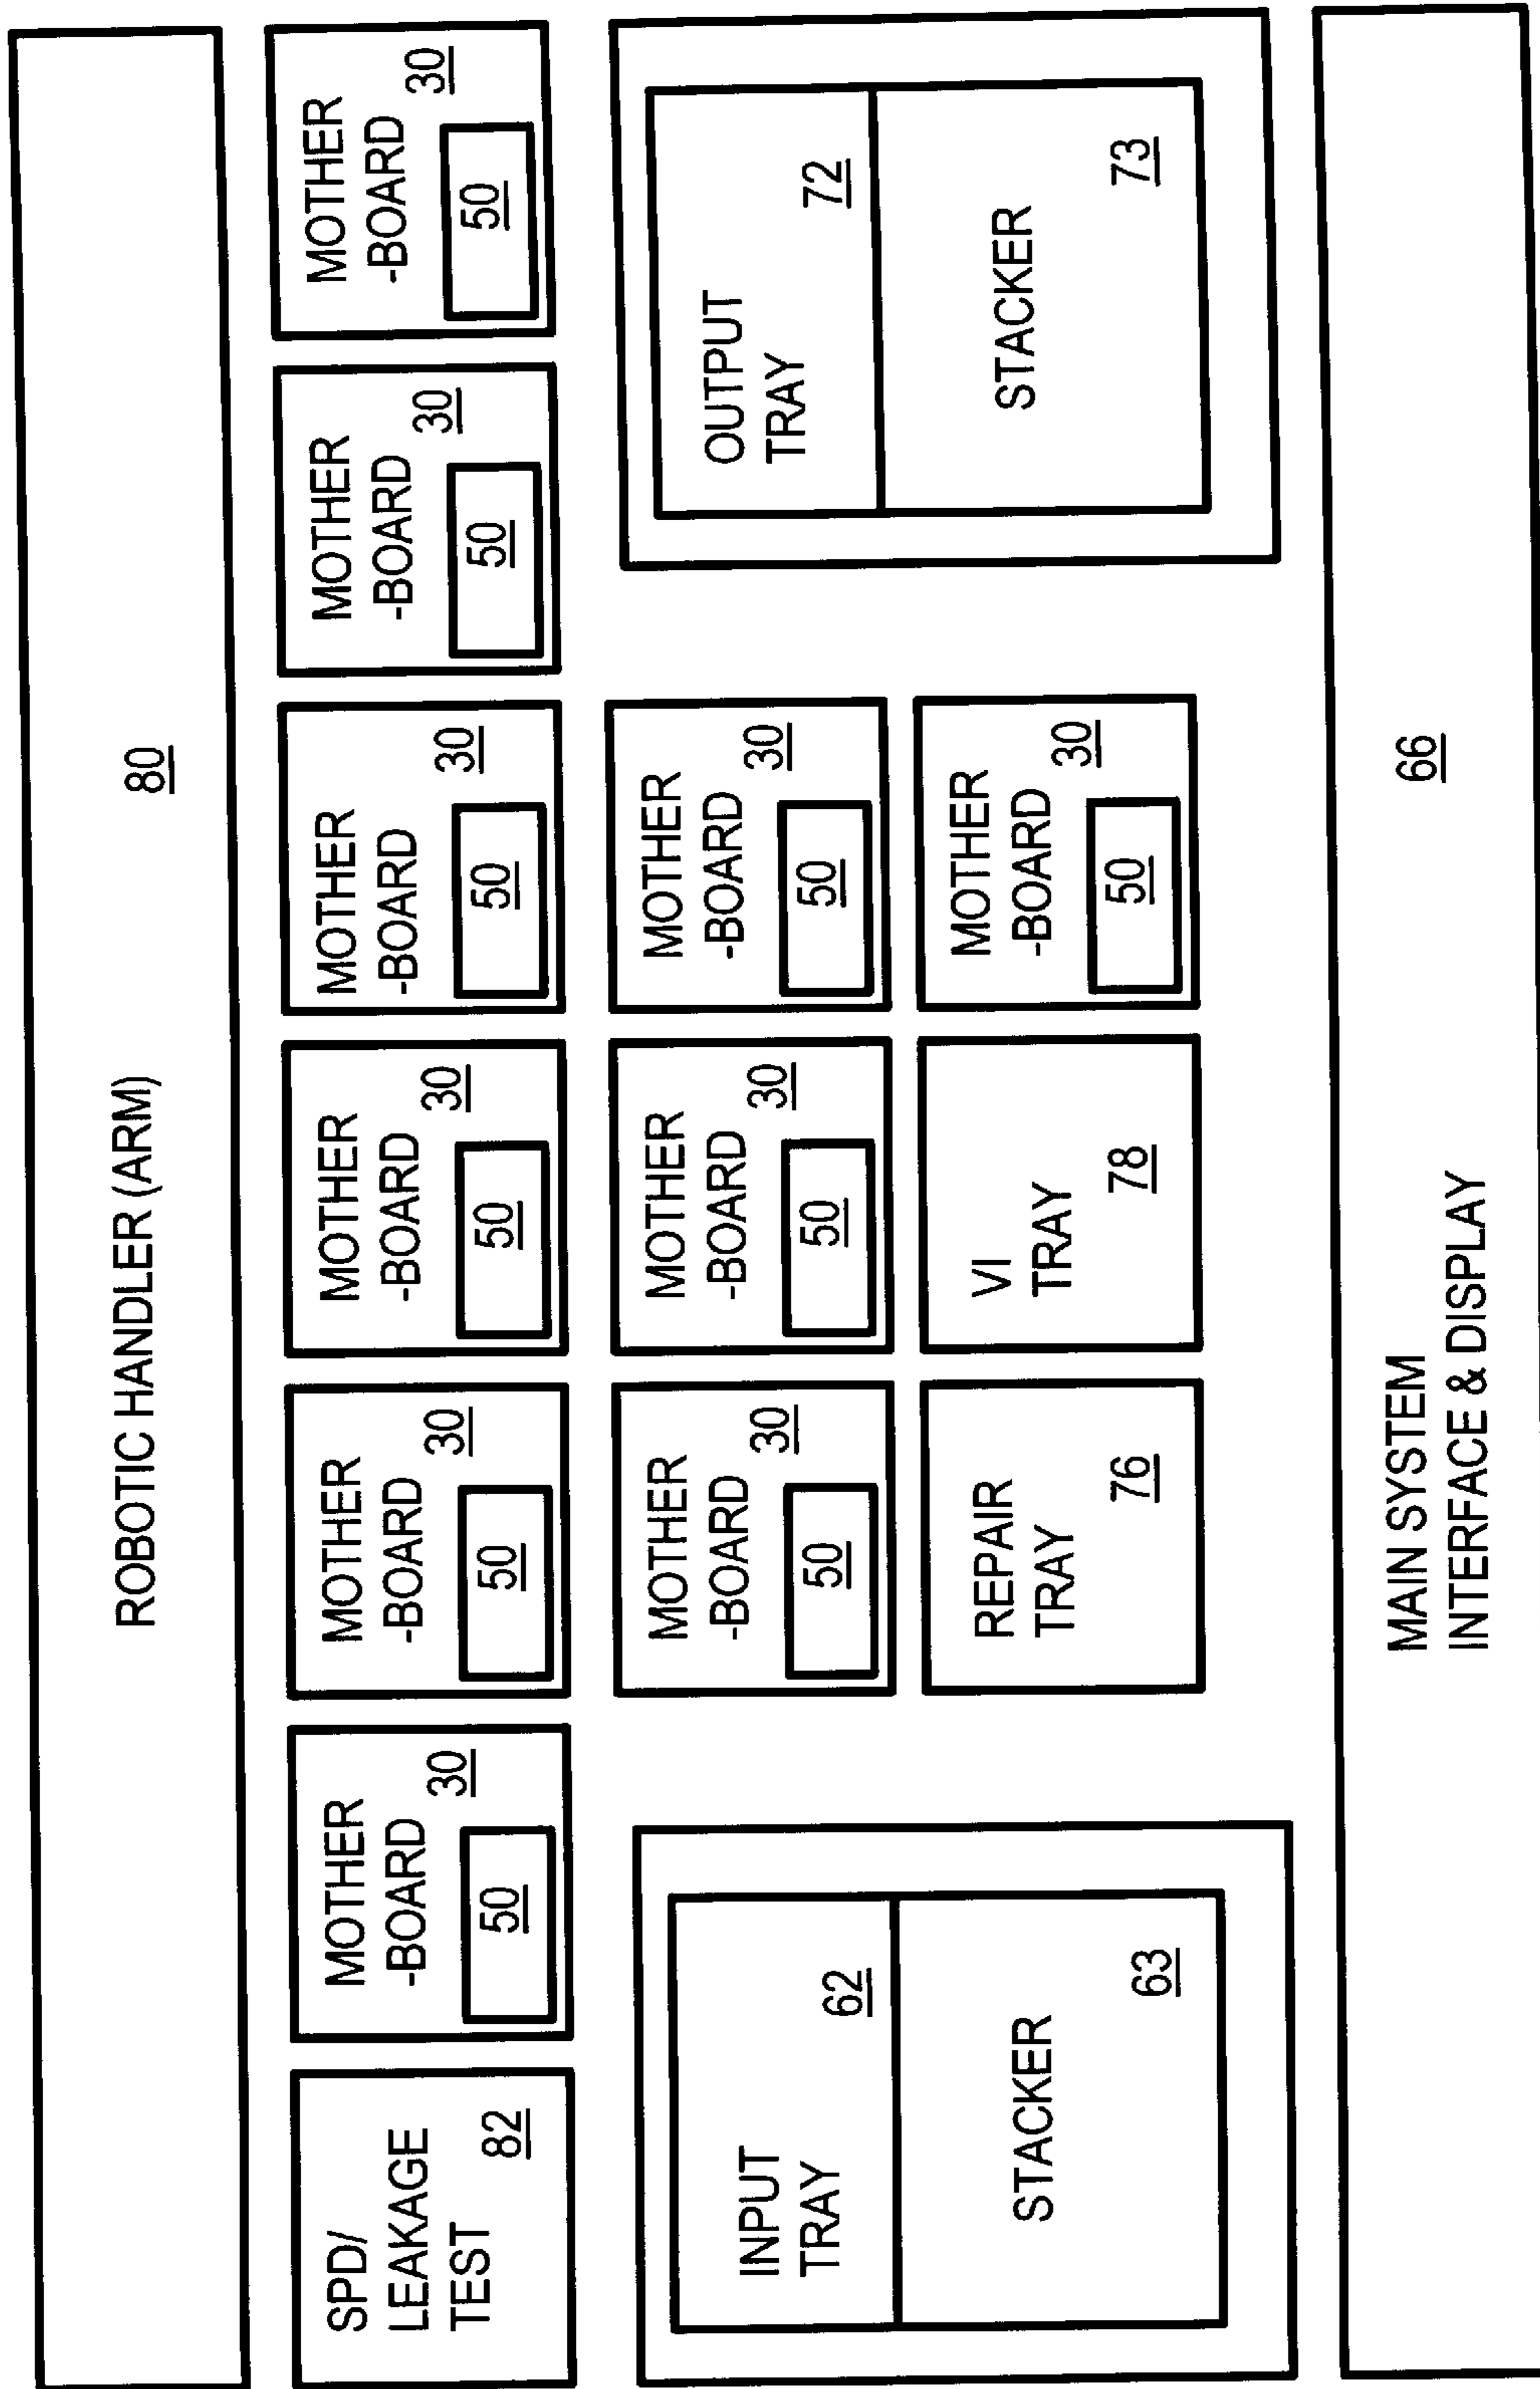 ROBOTIC HANDLER (ARM)
80
SPD/
LEAKAGE
TEST
82
MOTHER
-BOARD
30
50
MOTHER
-BOARD
30
50
MOTHER
-BOARD
30
50
MOTHER
-BOARD
30
50
MOTHER
-BOARD
30
50
MOTHER
-BOARD
30
50
INPUT
TRAY
62
STACKER
63
MOTHER
-BOARD
30
50
MOTHER
-BOARD
30
50
MOTHER
-BOARD
30
50
REPAIR
TRAY
76
VI
TRAY
78
MOTHER
-BOARD
30
50
OUTPUT
TRAY
72
STACKER
73
MAIN SYSTEM
INTERFACE & DISPLAY
66